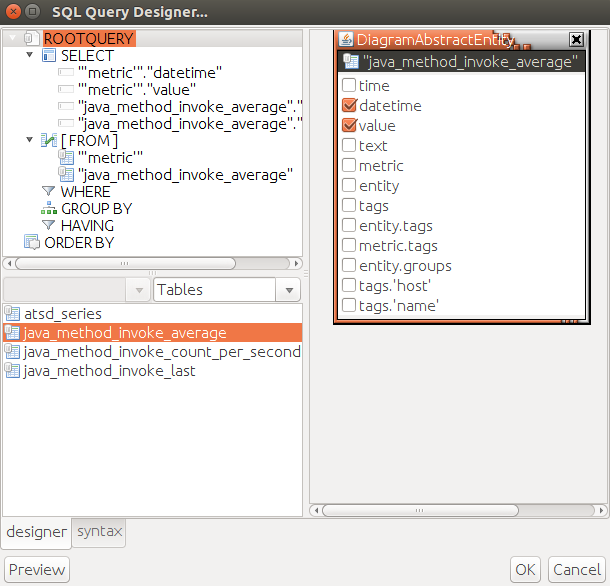 SQL Query Designer...
ROOTQUERY
SELECT
"'metric'"."datetime"
"'metric'"."value"
"java_method_invoke_average"."
"java_method_invoke_average"."
[FROM]
"'metric'"
"java_method_invoke_average"
WHERE
GROUP BY
HAVING
ORDER BY
Tables
atsd_series
java_method_invoke_average
java_method_invoke_count_per_second
java_method_invoke_last
DiagramAbstractEntity
"java_method_invoke_average"
time
datetime
value
text
metric
entity
tags
entity.tags
metric.tags
entity.groups
tags.'host'
tags.'name'
designer
syntax
Preview
OK
Cancel